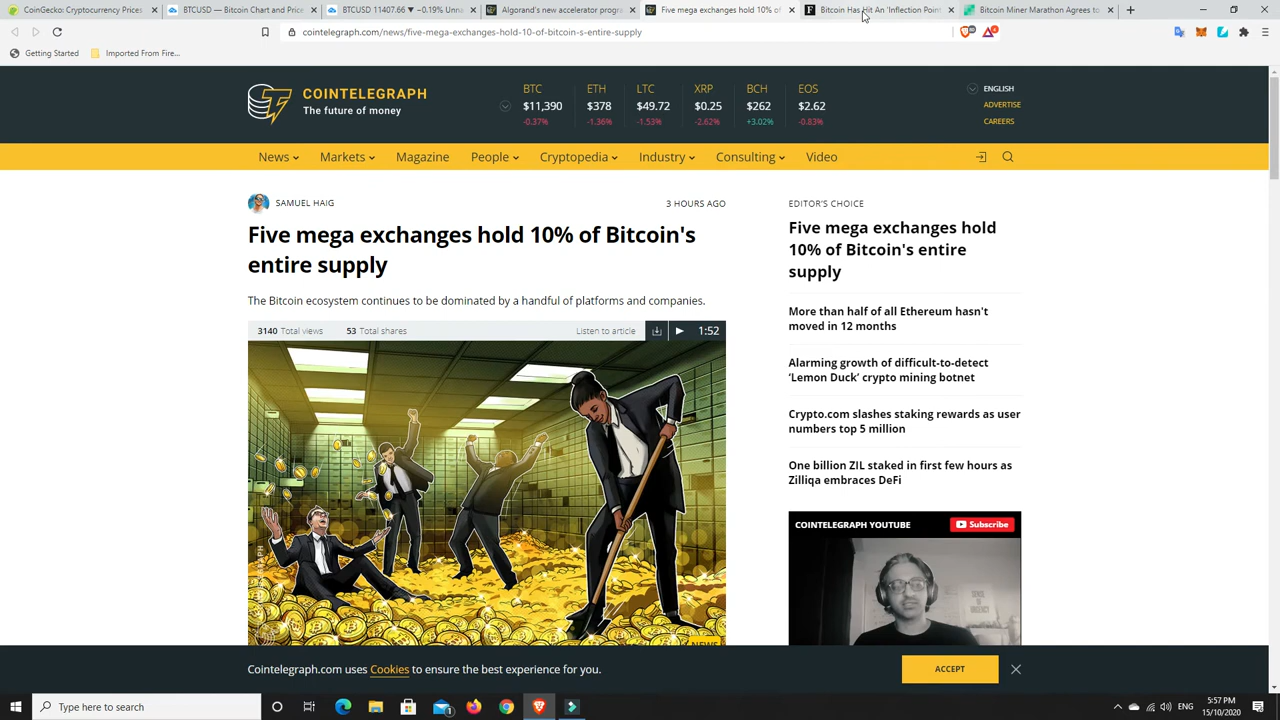 CoinGecko: Cryptocurrency Prices
BTCUSD — Bitcoin Chart and Price
BTCUSD 11407.66 ▼ −0.19% Unna
Algorand's new accelerator program
Five mega exchanges hold 10% of
Bitcoin Has Hit An 'Inflection Point
Bitcoin Miner Marathon Agrees to
cointelegraph.com/news/five-mega-exchanges-hold-10-of-bitcoin-s-entire-supply
Getting Started
Imported From Fire...
COINTELEGRAPH
The future of money
BTC ETH LTC XRP BCH EOS
$11,390 $378 $49.72 $0.25 $262 $2.62
-0.37% -1.36% -1.53% -2.62% +3.02% -0.83%
ENGLISH
ADVERTISE
CAREERS
News Markets Magazine People Cryptopedia Industry Consulting Video
SAMUEL HAIG
3 HOURS AGO
Five mega exchanges hold 10% of Bitcoin's
entire supply
The Bitcoin ecosystem continues to be dominated by a handful of platforms and companies.
3140 Total views
53 Total shares
Listen to article
1:52
NEWS
EDITOR'S CHOICE
Five mega exchanges hold
10% of Bitcoin's entire
supply
More than half of all Ethereum hasn't
moved in 12 months
Alarming growth of difficult-to-detect
‘Lemon Duck’ crypto mining botnet
Crypto.com slashes staking rewards as user
numbers top 5 million
One billion ZIL staked in first few hours as
Zilliqa embraces DeFi
COINTELEGRAPH YOUTUBE
Subscribe
Cointelegraph.com uses Cookies to ensure the best experience for you.
ACCEPT
Type here to search
ENG
5:57 PM
15/10/2020